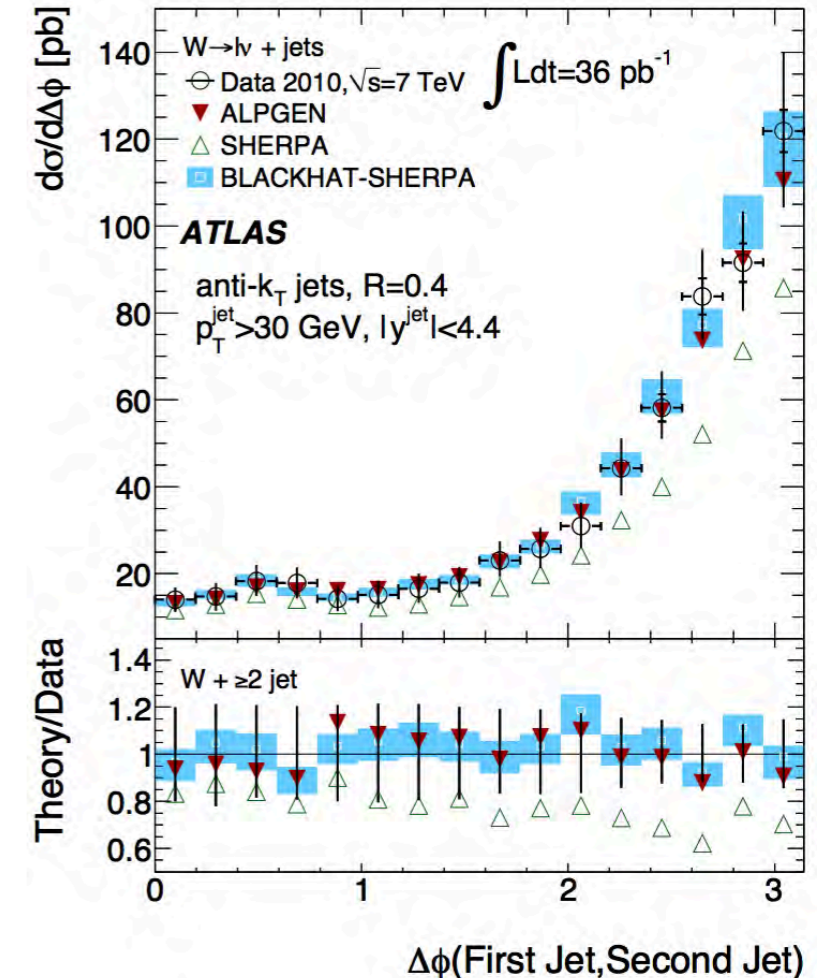 dσ/dΔϕ [pb]
140
120
100
80
60
40
20
W→lν + jets
Data 2010,√s=7 TeV
∫Ldt=36 pb⁻¹
ALPGEN
SHERPA
BLACKHAT-SHERPA
ATLAS
anti-k_T jets, R=0.4
p_T^jet>30 GeV, |y^jet|<4.4
Theory/Data
1.4
1.2
1
0.8
0.6
W + ≥2 jet
0 1 2 3
Δϕ(First Jet,Second Jet)